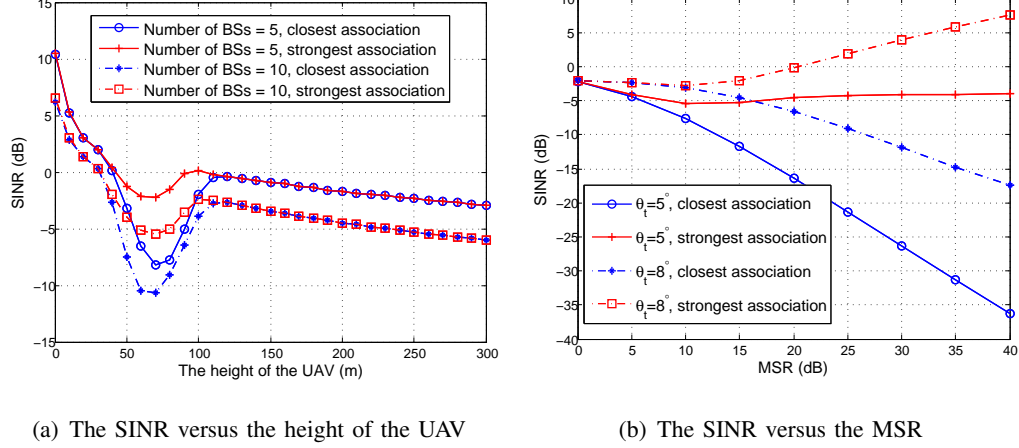 15
10
5
0
−5
−10
−15
0
50
100
150
200
250
300
SINR (dB)
The height of the UAV (m)
Number of BSs = 5, closest association
Number of BSs = 5, strongest association
Number of BSs = 10, closest association
Number of BSs = 10, strongest association
(a) The SINR versus the height of the UAV
10
5
0
−5
−10
−15
−20
−25
−30
−35
−40
0
5
10
15
20
25
30
35
40
SINR (dB)
MSR (dB)
θt=5°, closest association
θt=5°, strongest association
θt=8°, closest association
θt=8°, strongest association
(b) The SINR versus the MSR